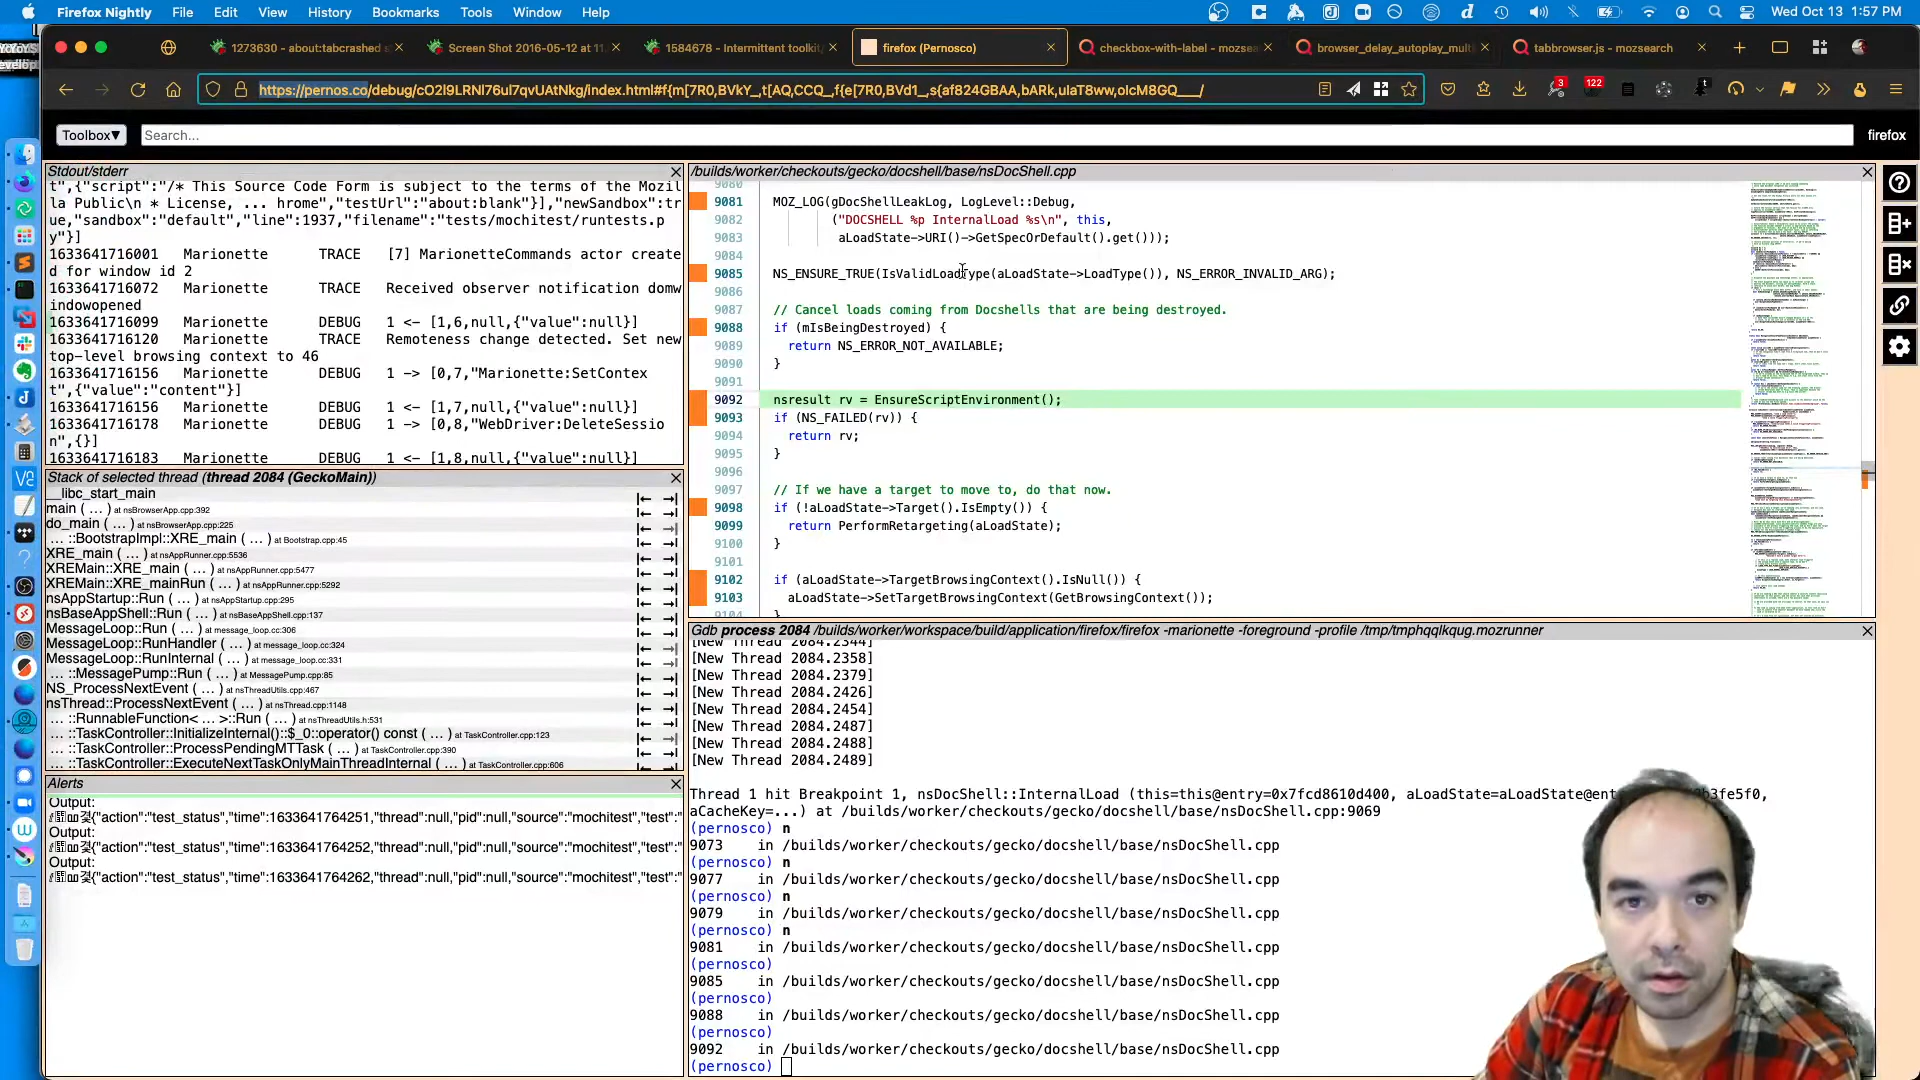 Firefox Nightly File Edit View History Bookmarks Tools Window Help
Wed Oct 13 1:57 PM
1273630 - about:tabcrashed s
Screen Shot 2016-05-12 at 11.
1584678 - Intermittent toolkit/
firefox (Pernosco)
checkbox-with-label - mozsea
browser_delay_autoplay_multi
tabbrowser.js - mozsearch
https://pernos.co/debug/cO2l9LRNl76ul7qvUAtNkg/index.html#f{m[7R0,BVkY_,t[AQ,CCQ_,f{e[7R0,BVd1_,s{af824GBAA,bARk,ulaT8ww,olcM8GQ___/
3
122
Toolbox▼
Search...
firefox
Stdout/stderr
t",{"script":"/* This Source Code Form is subject to the terms of the Mozil
la Public\n * License, ... hrome","testUrl":"about:blank"}],"newSandbox":tr
ue,"sandbox":"default","line":1937,"filename":"tests/mochitest/runtests.p
y"}]
1633641716001 Marionette TRACE [7] MarionetteCommands actor create
d for window id 2
1633641716072 Marionette TRACE Received observer notification domw
indowopened
1633641716099 Marionette DEBUG 1 <- [1,6,null,{"value":null}]
1633641716120 Marionette TRACE Remoteness change detected. Set new
top-level browsing context to 46
1633641716156 Marionette DEBUG 1 -> [0,7,"Marionette:SetContex
t",{"value":"content"}]
1633641716156 Marionette DEBUG 1 <- [1,7,null,{"value":null}]
1633641716178 Marionette DEBUG 1 -> [0,8,"WebDriver:DeleteSessio
n",{}]
1633641716183 Marionette DEBUG 1 <- [1,8,null,{"value":null}]
Stack of selected thread (thread 2084 (GeckoMain))
__libc_start_main
main ( … ) at nsBrowserApp.cpp:392
do_main ( … ) at nsBrowserApp.cpp:225
… ::BootstrapImpl::XRE_main ( … ) at Bootstrap.cpp:45
XRE_main ( … ) at nsAppRunner.cpp:5536
XREMain::XRE_main ( … ) at nsAppRunner.cpp:5477
XREMain::XRE_mainRun ( … ) at nsAppRunner.cpp:5292
nsAppStartup::Run ( … ) at nsAppStartup.cpp:295
nsBaseAppShell::Run ( … ) at nsBaseAppShell.cpp:137
MessageLoop::Run ( … ) at message_loop.cc:306
MessageLoop::RunHandler ( … ) at message_loop.cc:324
MessageLoop::RunInternal ( … ) at message_loop.cc:331
… ::MessagePump::Run ( … ) at MessagePump.cpp:85
NS_ProcessNextEvent ( … ) at nsThreadUtils.cpp:467
nsThread::ProcessNextEvent ( … ) at nsThread.cpp:1148
… ::RunnableFunction< … >::Run ( … ) at nsThreadUtils.h:531
… ::TaskController::InitializeInternal()::$_0::operator() const ( … ) at TaskController.cpp:123
… ::TaskController::ProcessPendingMTTask ( … ) at TaskController.cpp:390
… ::TaskController::ExecuteNextTaskOnlyMainThreadInternal ( … ) at TaskController.cpp:606
Alerts
Output:
{"action":"test_status","time":1633641764251,"thread":null,"pid":null,"source":"mochitest","test":"
Output:
{"action":"test_status","time":1633641764252,"thread":null,"pid":null,"source":"mochitest","test":"
Output:
{"action":"test_status","time":1633641764262,"thread":null,"pid":null,"source":"mochitest","test":"
/builds/worker/checkouts/gecko/docshell/base/nsDocShell.cpp
9080
9081 MOZ_LOG(gDocShellLeakLog, LogLevel::Debug,
9082 ("DOCSHELL %p InternalLoad %s\n", this,
9083 aLoadState->URI()->GetSpecOrDefault().get()));
9084
9085 NS_ENSURE_TRUE(IsValidLoadType(aLoadState->LoadType()), NS_ERROR_INVALID_ARG);
9086
9087 // Cancel loads coming from Docshells that are being destroyed.
9088 if (mIsBeingDestroyed) {
9089 return NS_ERROR_NOT_AVAILABLE;
9090 }
9091
9092 nsresult rv = EnsureScriptEnvironment();
9093 if (NS_FAILED(rv)) {
9094 return rv;
9095 }
9096
9097 // If we have a target to move to, do that now.
9098 if (!aLoadState->Target().IsEmpty()) {
9099 return PerformRetargeting(aLoadState);
9100 }
9101
9102 if (aLoadState->TargetBrowsingContext().IsNull()) {
9103 aLoadState->SetTargetBrowsingContext(GetBrowsingContext());
9104 }
Gdb process 2084 /builds/worker/workspace/build/application/firefox/firefox -marionette -foreground -profile /tmp/tmphqqlkqug.mozrunner
[New Thread 2084.2344]
[New Thread 2084.2358]
[New Thread 2084.2379]
[New Thread 2084.2426]
[New Thread 2084.2454]
[New Thread 2084.2487]
[New Thread 2084.2488]
[New Thread 2084.2489]
Thread 1 hit Breakpoint 1, nsDocShell::InternalLoad (this=this@entry=0x7fcd8610d400, aLoadState=aLoadState@ent
aCacheKey=...) at /builds/worker/checkouts/gecko/docshell/base/nsDocShell.cpp:9069
(pernosco) n
9073 in /builds/worker/checkouts/gecko/docshell/base/nsDocShell.cpp
(pernosco) n
9077 in /builds/worker/checkouts/gecko/docshell/base/nsDocShell.cpp
(pernosco) n
9079 in /builds/worker/checkouts/gecko/docshell/base/nsDocShell.cpp
(pernosco) n
9081 in /builds/worker/checkouts/gecko/docshell/base/nsDocShell.cpp
(pernosco)
9085 in /builds/worker/checkouts/gecko/docshell/base/nsDocShell.cpp
(pernosco)
9088 in /builds/worker/checkouts/gecko/docshell/base/nsDocShell.cpp
(pernosco)
9092 in /builds/worker/checkouts/gecko/docshell/base/nsDocShell.cpp
(pernosco)